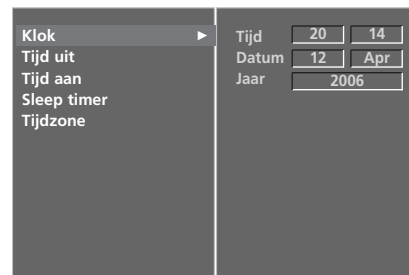 Klok ►
Tijd uit
Tijd aan
Sleep timer
Tijdzone
Tijd 20 14
Datum 12 Apr
Jaar 2006